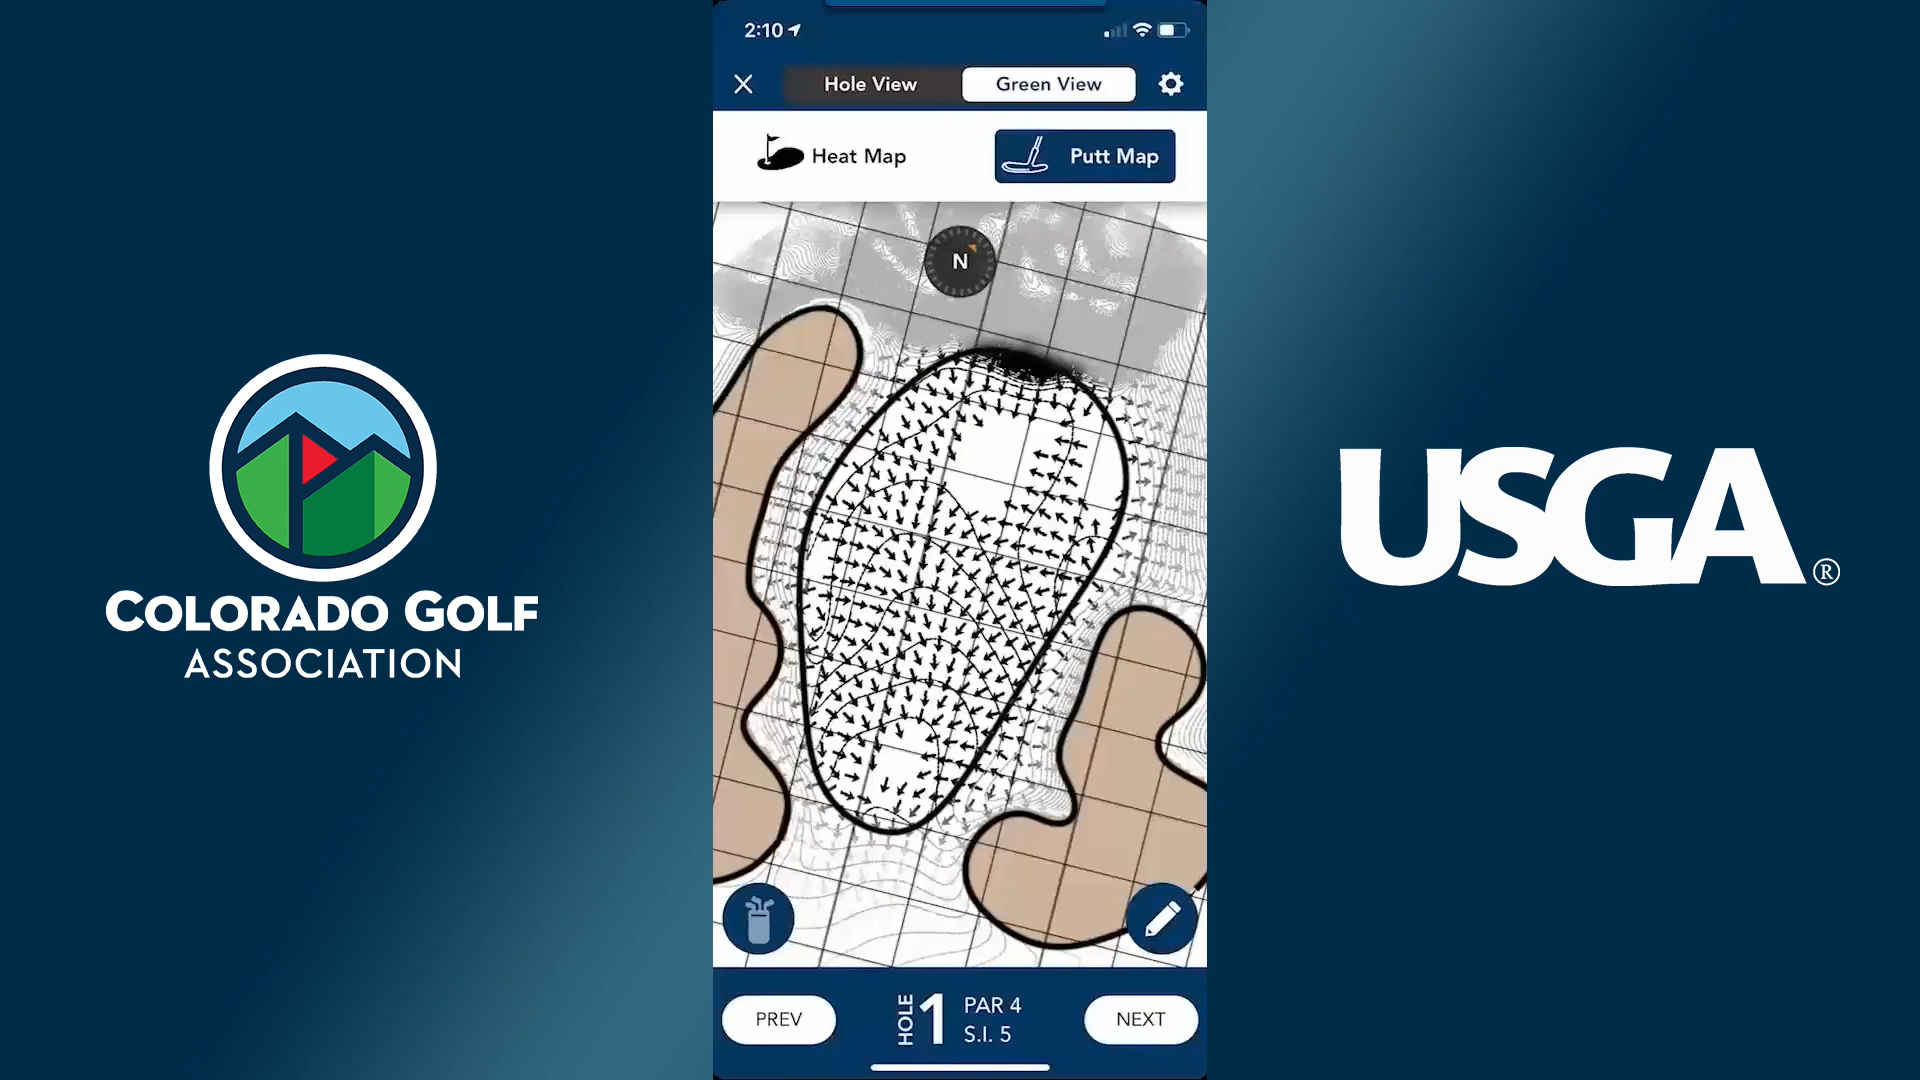 2:10
Hole View
Green View
Heat Map
Putt Map
N
COLORADO GOLF
ASSOCIATION
USGA®
PREV
HOLE 1
PAR 4
S.I. 5
NEXT